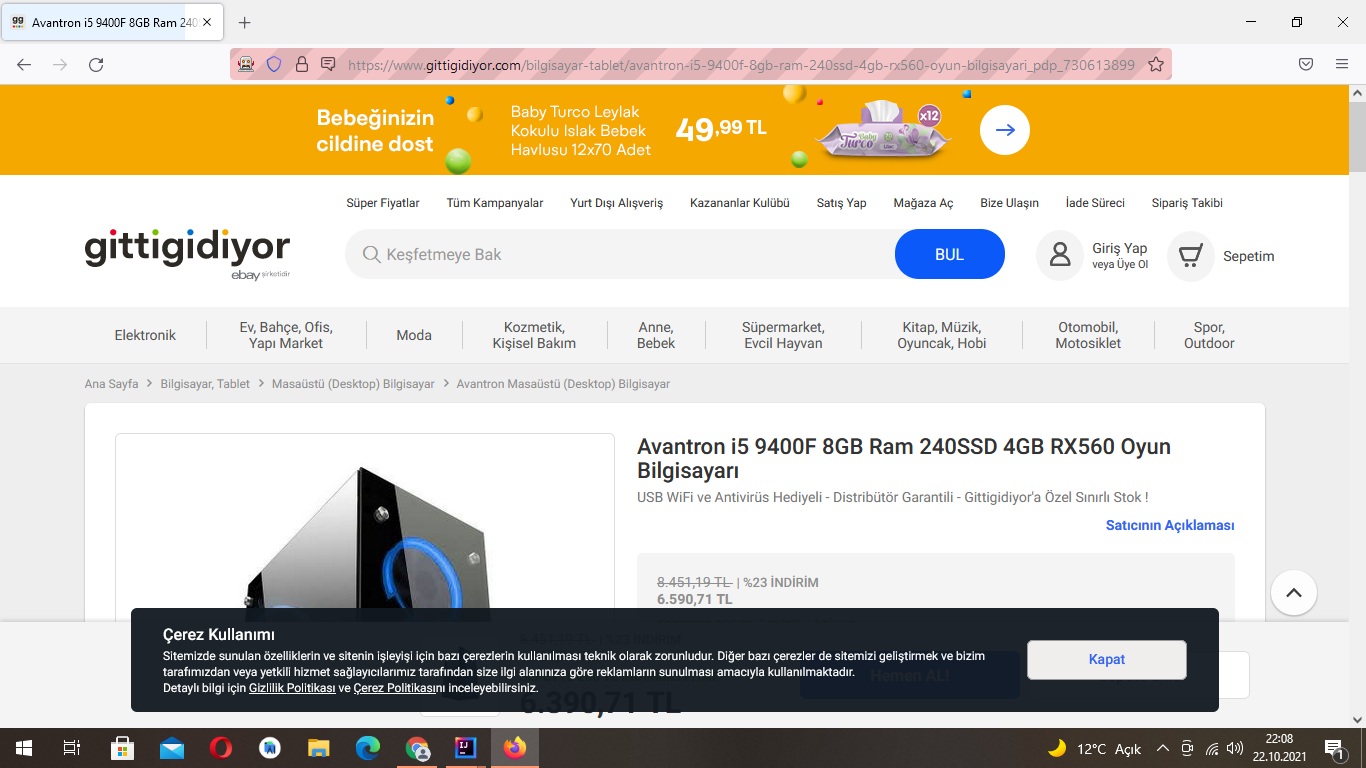 Avantron i5 9400F 8GB Ram 240
https://www.gittigidiyor.com/bilgisayar-tablet/avantron-i5-9400f-8gb-ram-240ssd-4gb-rx560-oyun-bilgisayari_pdp_730613899
Bebeğinizin
cildine dost
Baby Turco Leylak
Kokulu Islak Bebek
Havlusu 12x70 Adet
49,99 TL
Baby
Turco
x12
Süper Fiyatlar
Tüm Kampanyalar
Yurt Dışı Alışveriş
Kazananlar Kulübü
Satış Yap
Mağaza Aç
Bize Ulaşın
İade Süreci
Sipariş Takibi
gittigidiyor
ebay şirketidir
Keşfetmeye Bak
BUL
Giriş Yap
veya Üye Ol
Sepetim
Elektronik
Ev, Bahçe, Ofis,
Yapı Market
Moda
Kozmetik,
Kişisel Bakım
Anne,
Bebek
Süpermarket,
Evcil Hayvan
Kitap, Müzik,
Oyuncak, Hobi
Otomobil,
Motosiklet
Spor,
Outdoor
Ana Sayfa > Bilgisayar, Tablet > Masaüstü (Desktop) Bilgisayar > Avantron Masaüstü (Desktop) Bilgisayar
Avantron i5 9400F 8GB Ram 240SSD 4GB RX560 Oyun
Bilgisayarı
USB WiFi ve Antivirüs Hediyeli - Distribütör Garantili - Gittigidiyor'a Özel Sınırlı Stok !
Satıcının Açıklaması
8.451,19 TL | %23 İNDİRİM
6.590,71 TL
Çerez Kullanımı
Sitemizde sunulan özelliklerin ve sitenin işleyişi için bazı çerezlerin kullanılması teknik olarak zorunludur. Diğer bazı çerezler de sitemizi geliştirmek ve bizim
tarafımızdan veya yetkili hizmet sağlayıcılarımız tarafından size ilgi alanınıza göre reklamların sunulması amacıyla kullanılmaktadır.
Detaylı bilgi için Gizlilik Politikası ve Çerez Politikasını inceleyebilirsiniz.
Kapat
Hemen AL!
6.390,71 TL
12°C Açık
22:08
22.10.2021
1